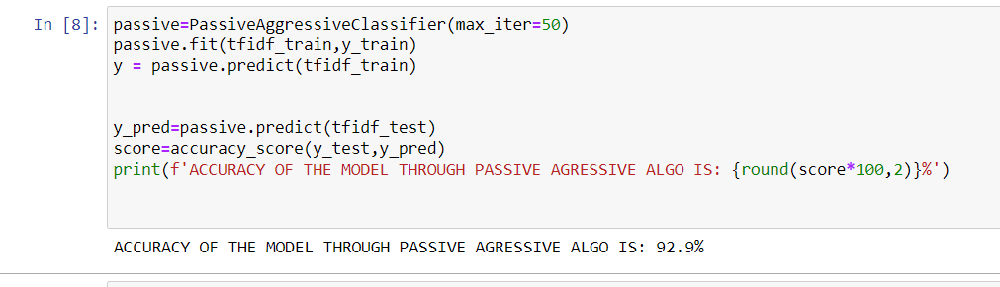 In [8]: passive=PassiveAggressiveClassifier(max_iter=50)
passive.fit(tfidf_train,y_train)
y = passive.predict(tfidf_train)
y_pred=passive.predict(tfidf_test)
score=accuracy_score(y_test,y_pred)
print(f'ACCURACY OF THE MODEL THROUGH PASSIVE AGRESSIVE ALGO IS: {round(score*100,2)}%')
ACCURACY OF THE MODEL THROUGH PASSIVE AGRESSIVE ALGO IS: 92.9%